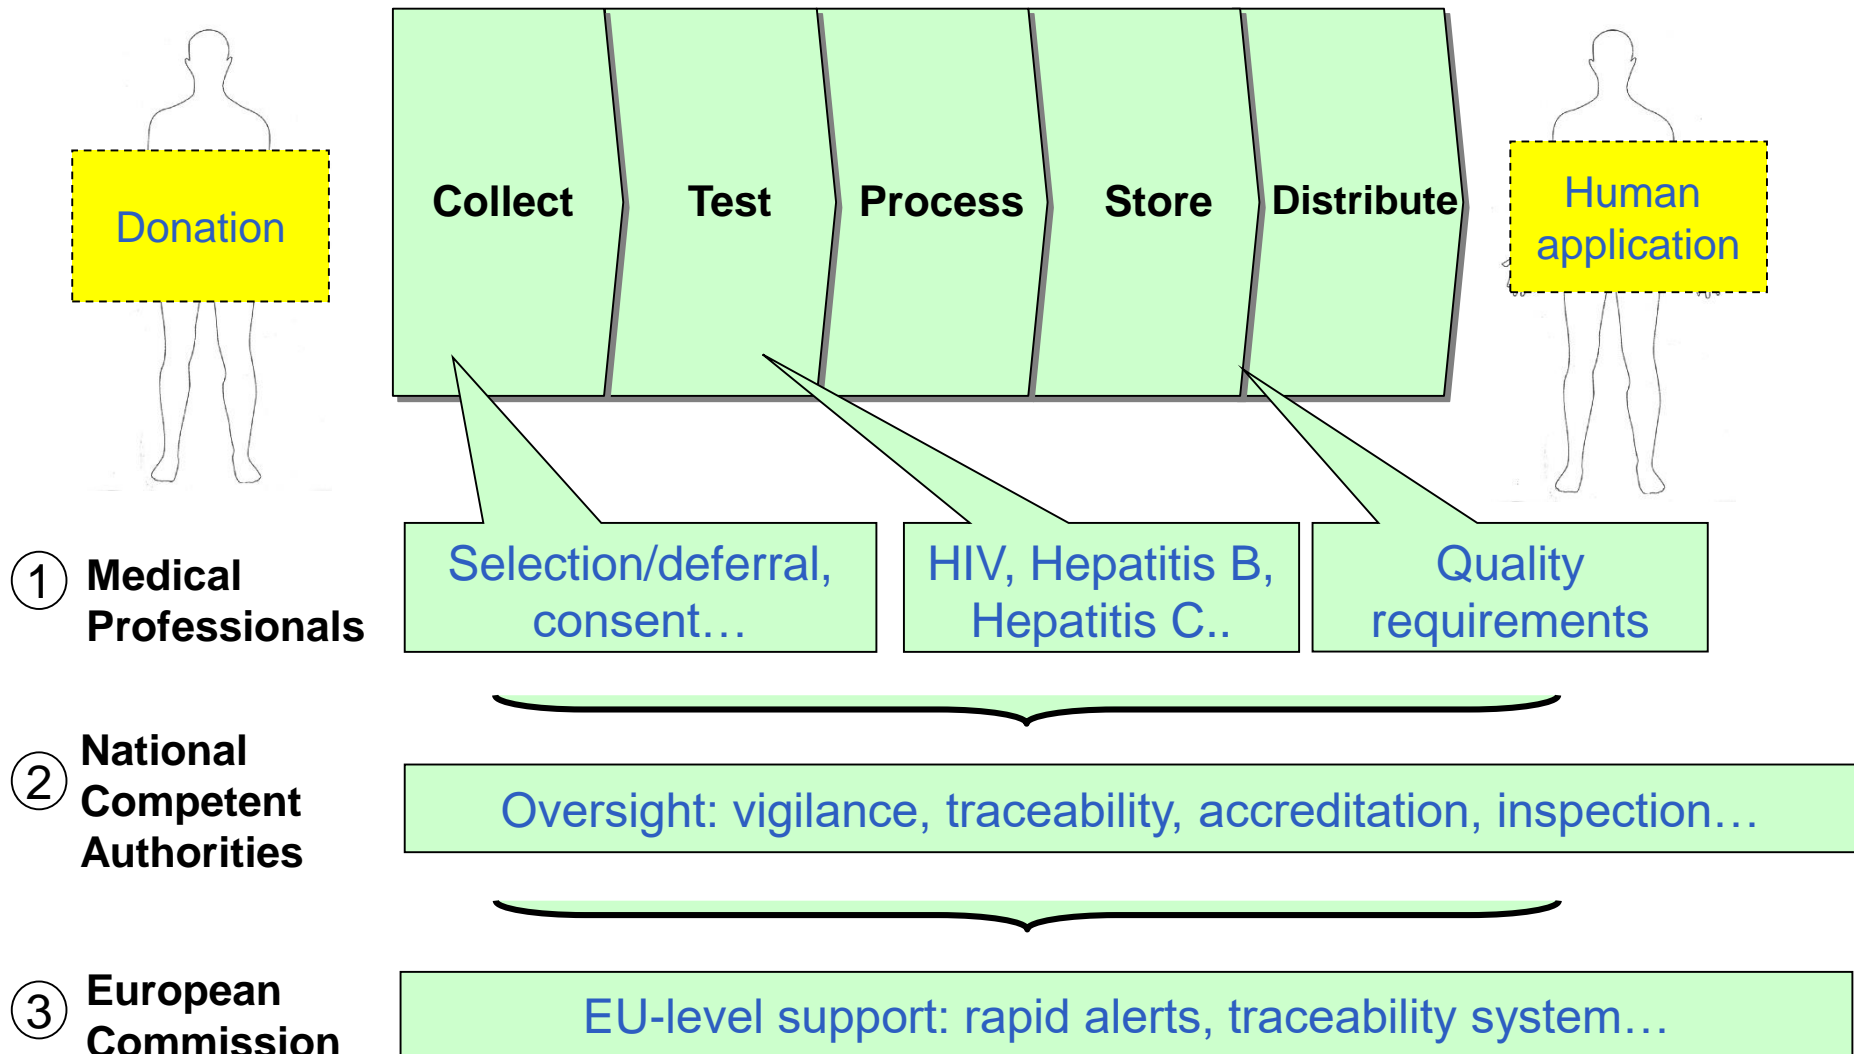 Donation
Collect
Test
Process
Store
Distribute
Human
application
1
Medical
Professionals
Selection/deferral,
consent…
HIV, Hepatitis B,
Hepatitis C..
Quality
requirements
2
National
Competent
Authorities
Oversight: vigilance, traceability, accreditation, inspection…
3
European
Commission
EU-level support: rapid alerts, traceability system…